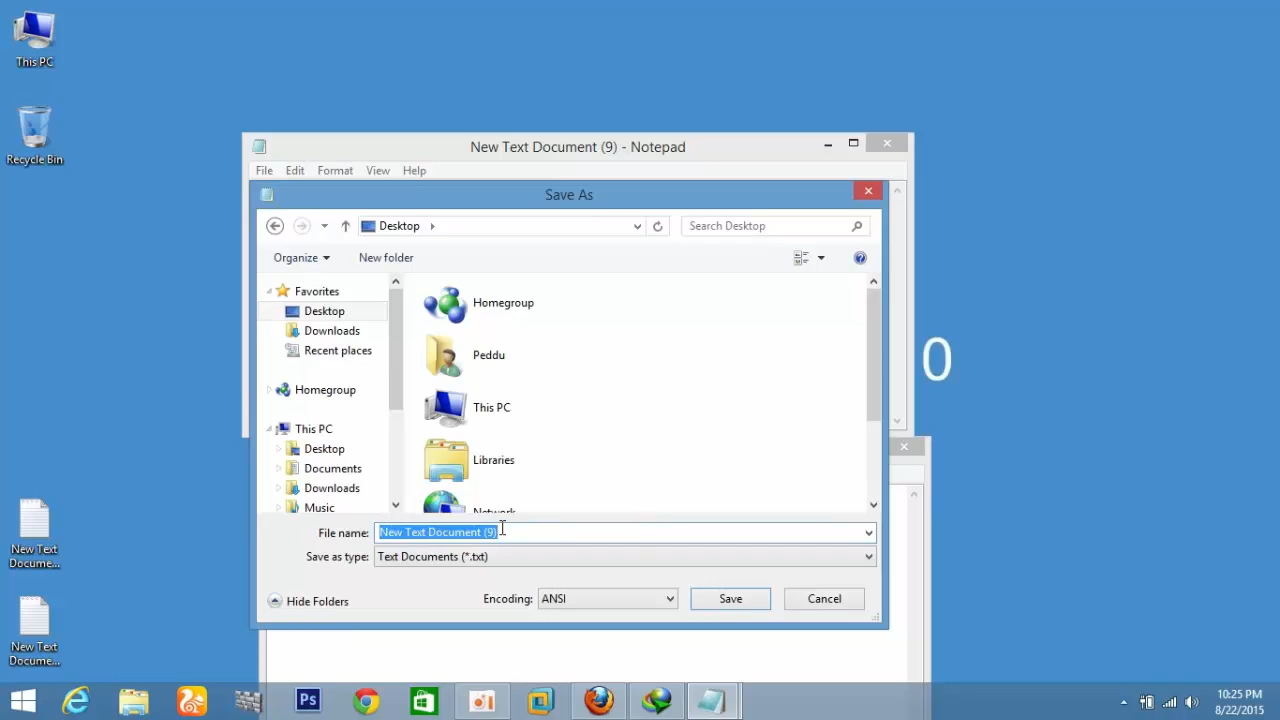 This PC
Recycle Bin
New Text Document (9) - Notepad
File Edit Format View Help
Save As
Desktop
Search Desktop
Organize
New folder
Favorites
Desktop
Downloads
Recent places
Homegroup
This PC
Desktop
Documents
Downloads
Music
Homegroup
Peddu
This PC
Libraries
Network
File name: New Text Document (9)
Save as type: Text Documents (*.txt)
Hide Folders
Encoding: ANSI
Save
Cancel
0
New Text
Docume...
New Text
Docume...
Ps
10:25 PM
8/22/2015